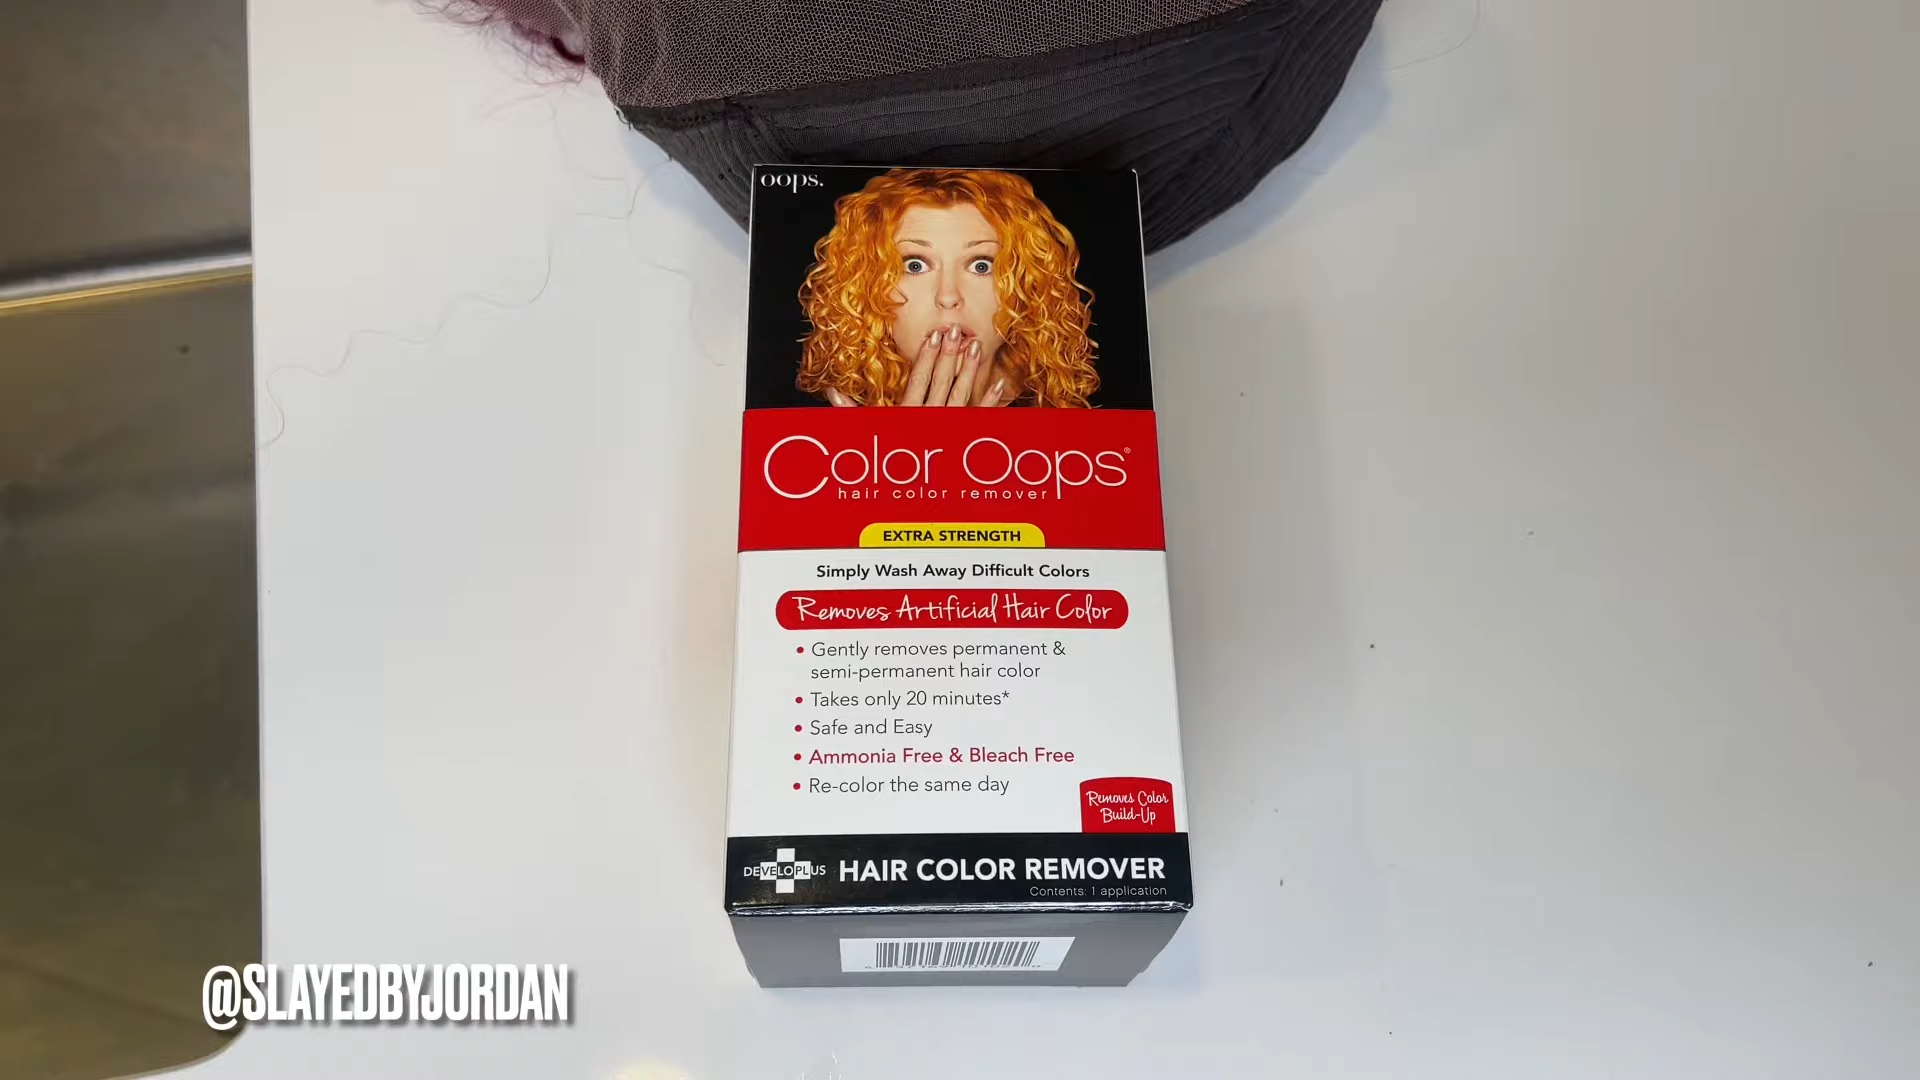 oops.
Color Oops®
hair color remover
EXTRA STRENGTH
Simply Wash Away Difficult Colors
Removes Artificial Hair Color
• Gently removes permanent &
semi-permanent hair color
• Takes only 20 minutes*
• Safe and Easy
• Ammonia Free & Bleach Free
• Re-color the same day
Removes Color
Build-Up
DEVELOPLUS
HAIR COLOR REMOVER
Contents: 1 application
@SLAYEDBYJORDAN